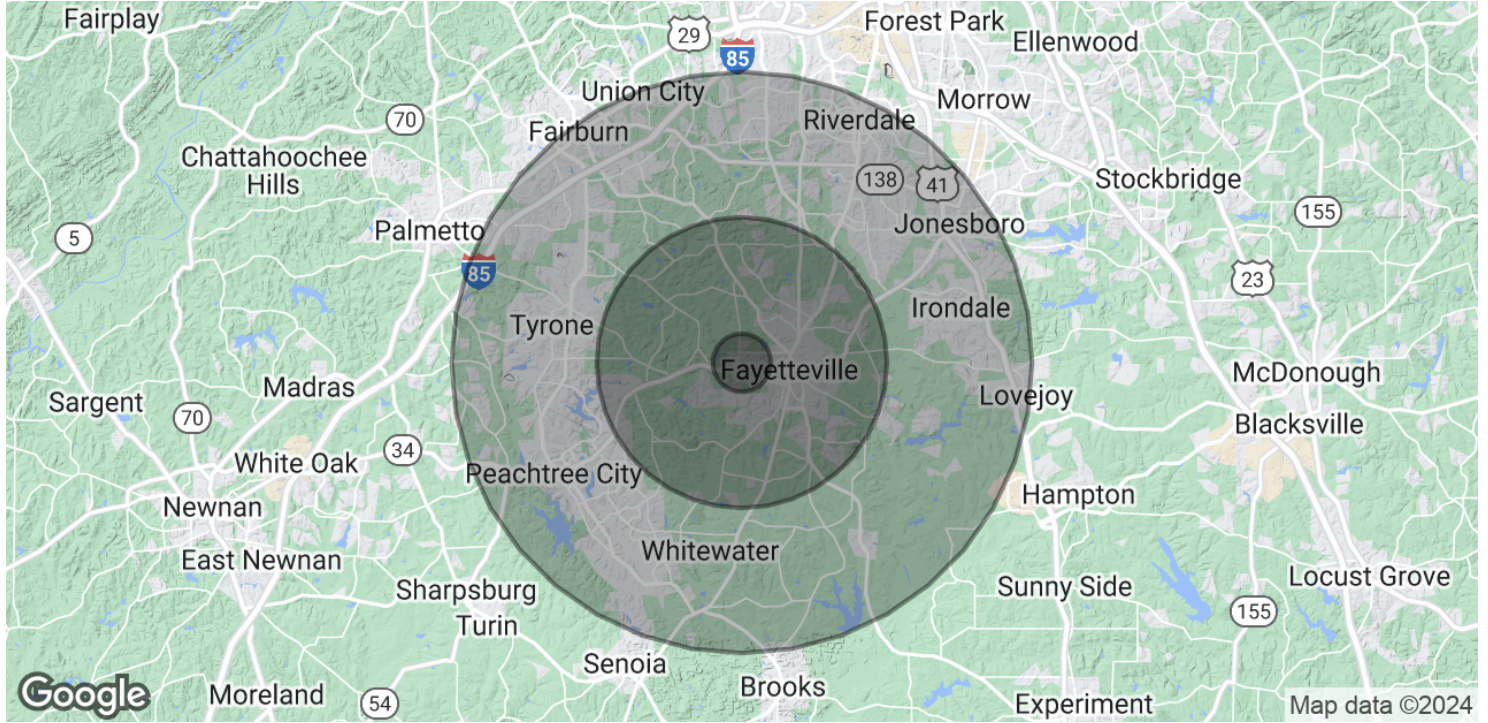 Fairplay
29
Forest Park
Ellenwood
85
Union City
Morrow
70
Fairburn
Riverdale
Chattahoochee
Hills
138
41
Stockbridge
155
Palmetto
Jonesboro
5
85
23
Tyrone
Irondale
Fayetteville
McDonough
Madras
Lovejoy
Sargent
70
Blacksville
34
White Oak
Peachtree City
Newnan
Hampton
Whitewater
East Newnan
Sharpsburg
Sunny Side
Locust Grove
155
Turin
Senoia
Brooks
Google
Moreland
54
Experiment
Map data ©2024